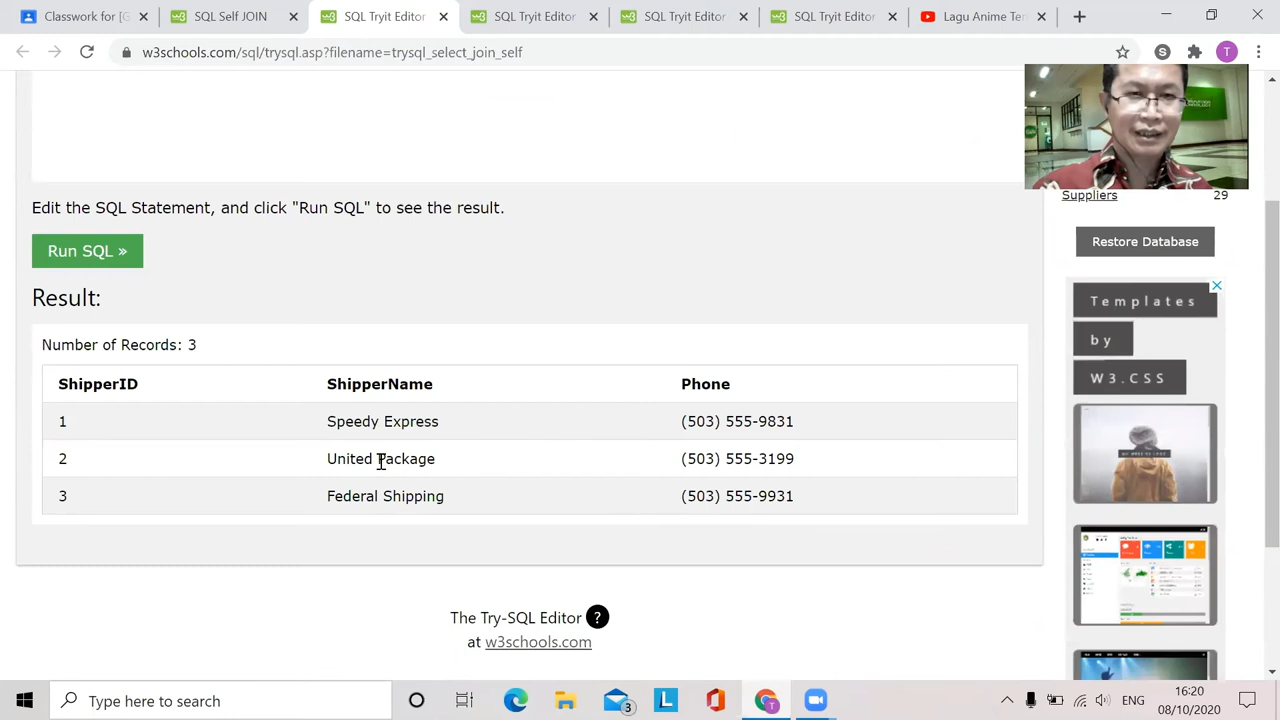 Classwork for [G
SQL Self JOIN
SQL Tryit Editor
SQL Tryit Editor
SQL Tryit Editor
SQL Tryit Editor
Lagu Anime Ter
w3schools.com/sql/trysql.asp?filename=trysql_select_join_self
S
T
Suppliers 29
Edit the SQL Statement, and click "Run SQL" to see the result.
Restore Database
Run SQL »
Result:
Templates
by
W3.CSS
Number of Records: 3
ShipperID ShipperName Phone
1 Speedy Express (503) 555-9831
2 United Package (503) 555-3199
3 Federal Shipping (503) 555-9931
The Try-SQL Editor ?
at w3schools.com
Type here to search
3
L
T
ENG
16:20
08/10/2020